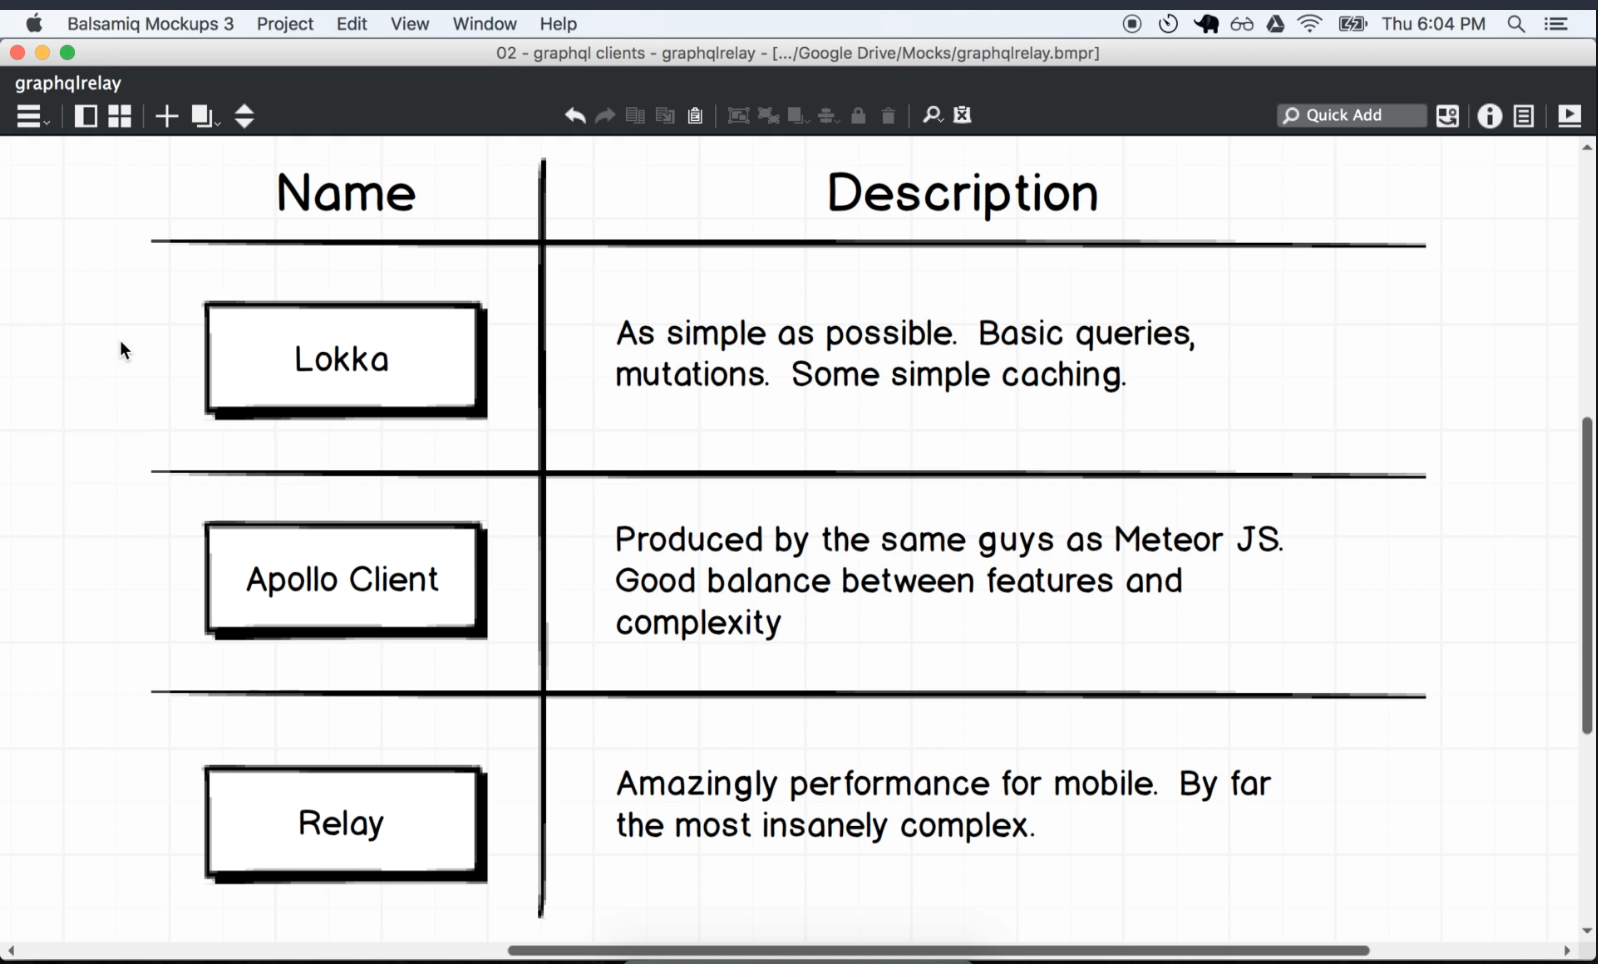 Balsamiq Mockups 3 Project Edit View Window Help Thu 6:04 PM
02 - graphql clients - graphqlrelay - [.../Google Drive/Mocks/graphqlrelay.bmpr]
graphqlrelay
Quick Add
Name Description
Lokka
As simple as possible. Basic queries,
mutations. Some simple caching.
Apollo Client
Produced by the same guys as Meteor JS.
Good balance between features and
complexity
Relay
Amazingly performance for mobile. By far
the most insanely complex.